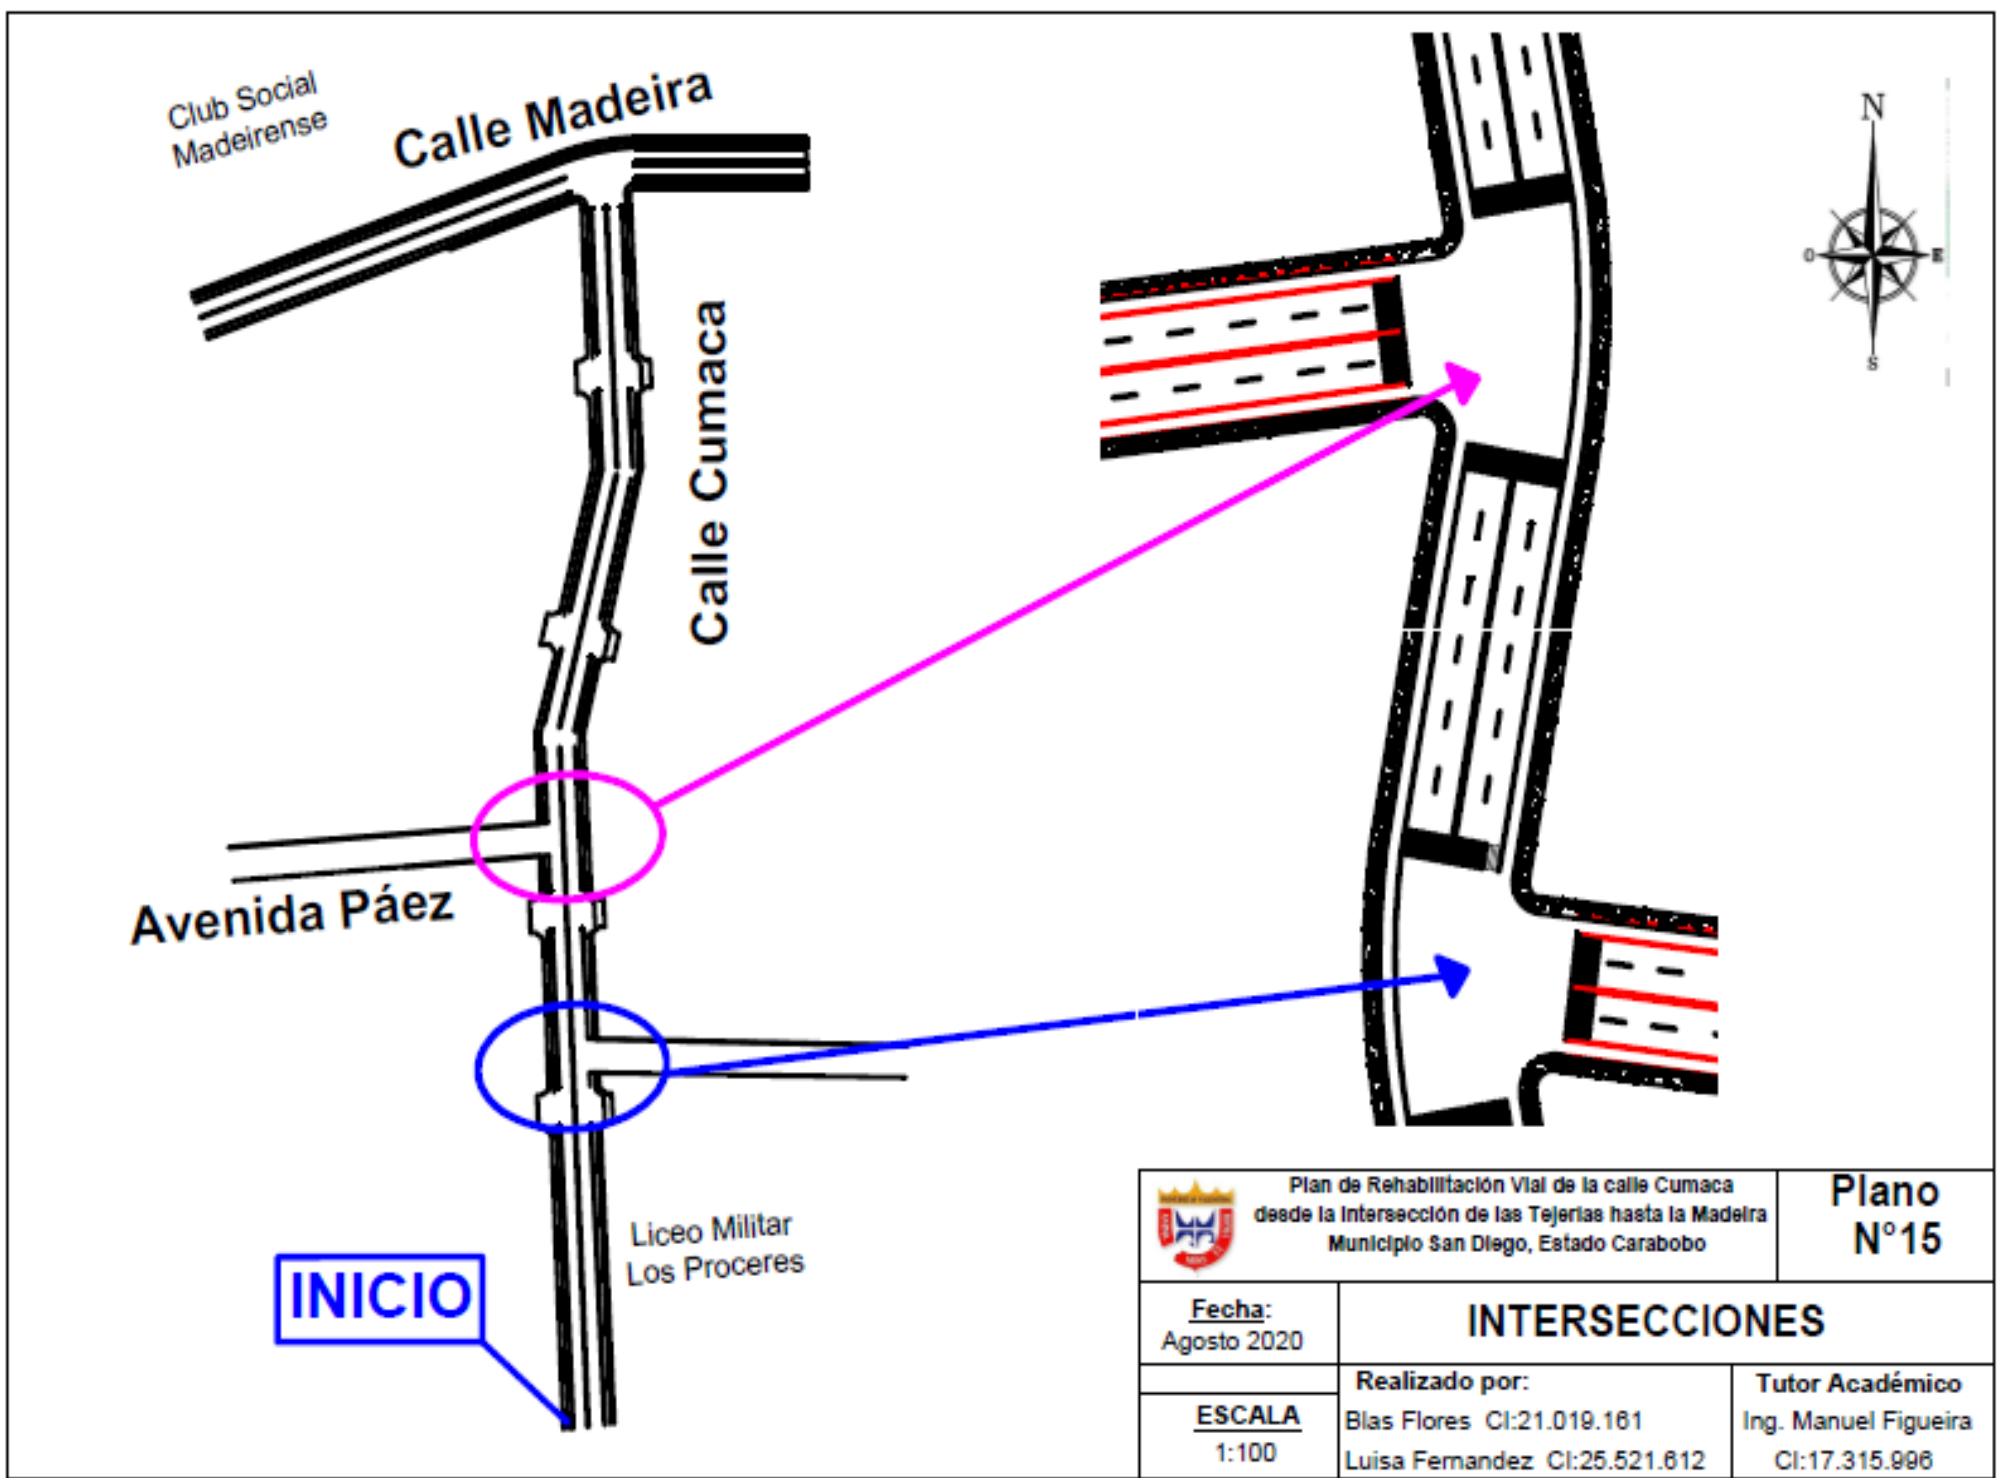 Club Social
Madeirense
Calle Madeira
Calle Cumaca
Avenida Páez
Liceo Militar
Los Proceres
INICIO
N
O
E
S
Plan de Rehabilitación Vial de la calle Cumaca
desde la Intersección de las Tejerias hasta la Madeira
Municipio San Diego, Estado Carabobo
Plano
N°15
Fecha:
Agosto 2020
INTERSECCIONES
ESCALA
1:100
Realizado por:
Blas Flores CI:21.019.161
Luisa Fernandez CI:25.521.612
Tutor Académico
Ing. Manuel Figueira
CI:17.315.996